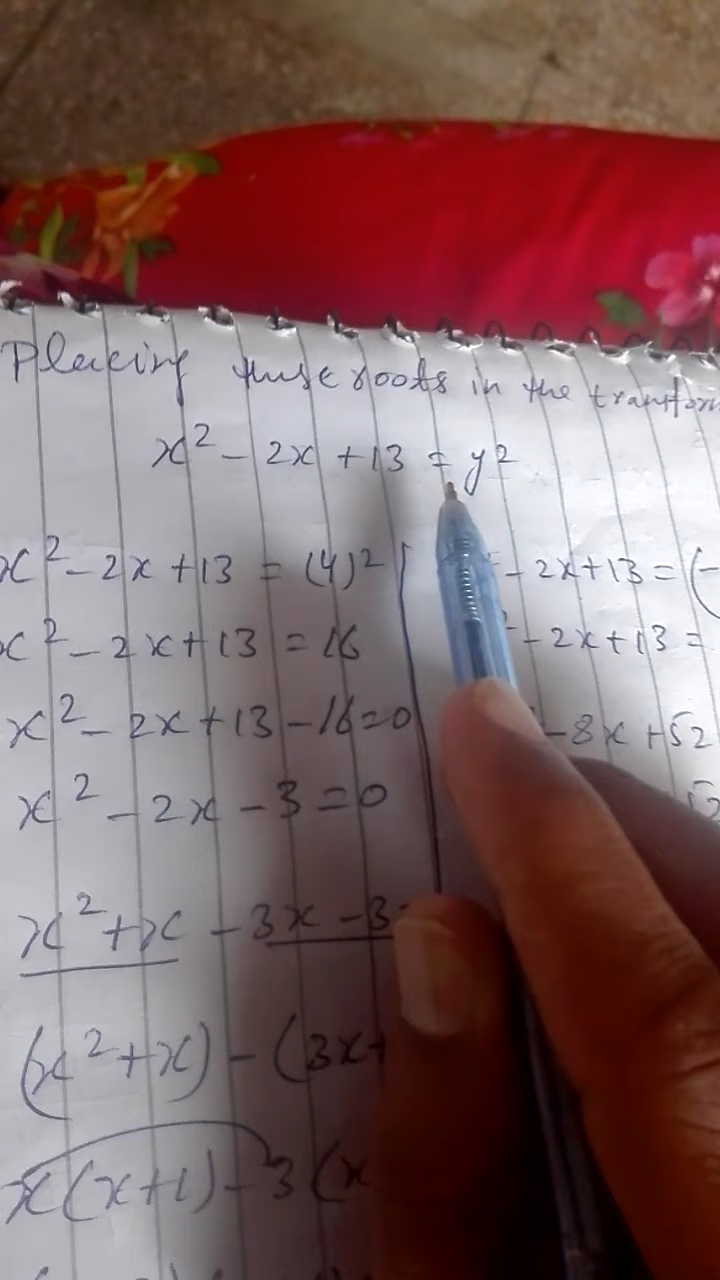 Placing these roots in the transform
x² - 2x + 13 = y²
x² - 2x + 13 = (4)²
x² - 2x + 13 = 16
x² - 2x + 13 - 16 = 0
x² - 2x - 3 = 0
x² + x - 3x - 3
(x² + x) - (3x+
x(x+1) - 3(x
- 2x + 13 = (-
- 2x + 13 =
- 8x + 52